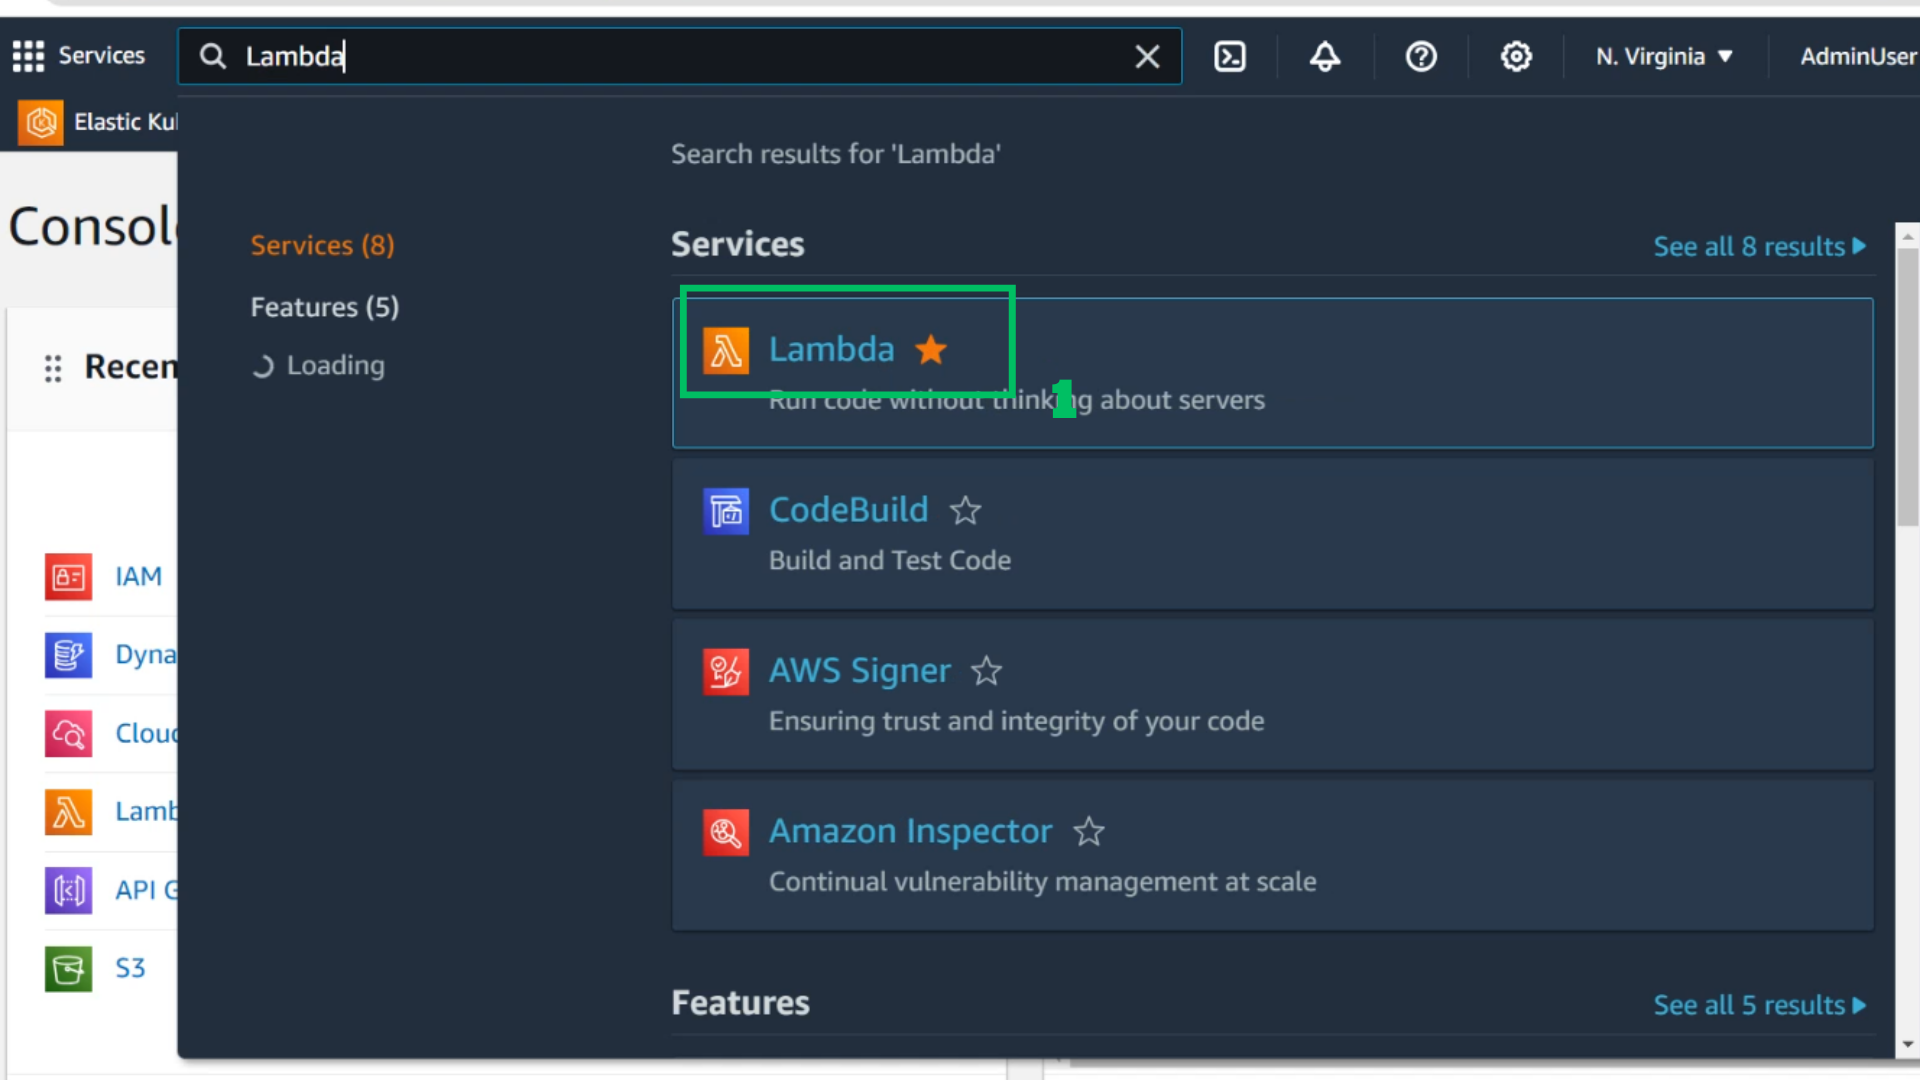 Services
Lambda
N. Virginia
AdminUser
Elastic Ku
Search results for 'Lambda'
Consol
Services (8)
Features (5)
Loading
Services
See all 8 results
Lambda
Run code without thinking about servers
1
CodeBuild
Build and Test Code
AWS Signer
Ensuring trust and integrity of your code
Amazon Inspector
Continual vulnerability management at scale
Features
See all 5 results
Recen
IAM
Dyna
Clou
Lamb
API G
S3